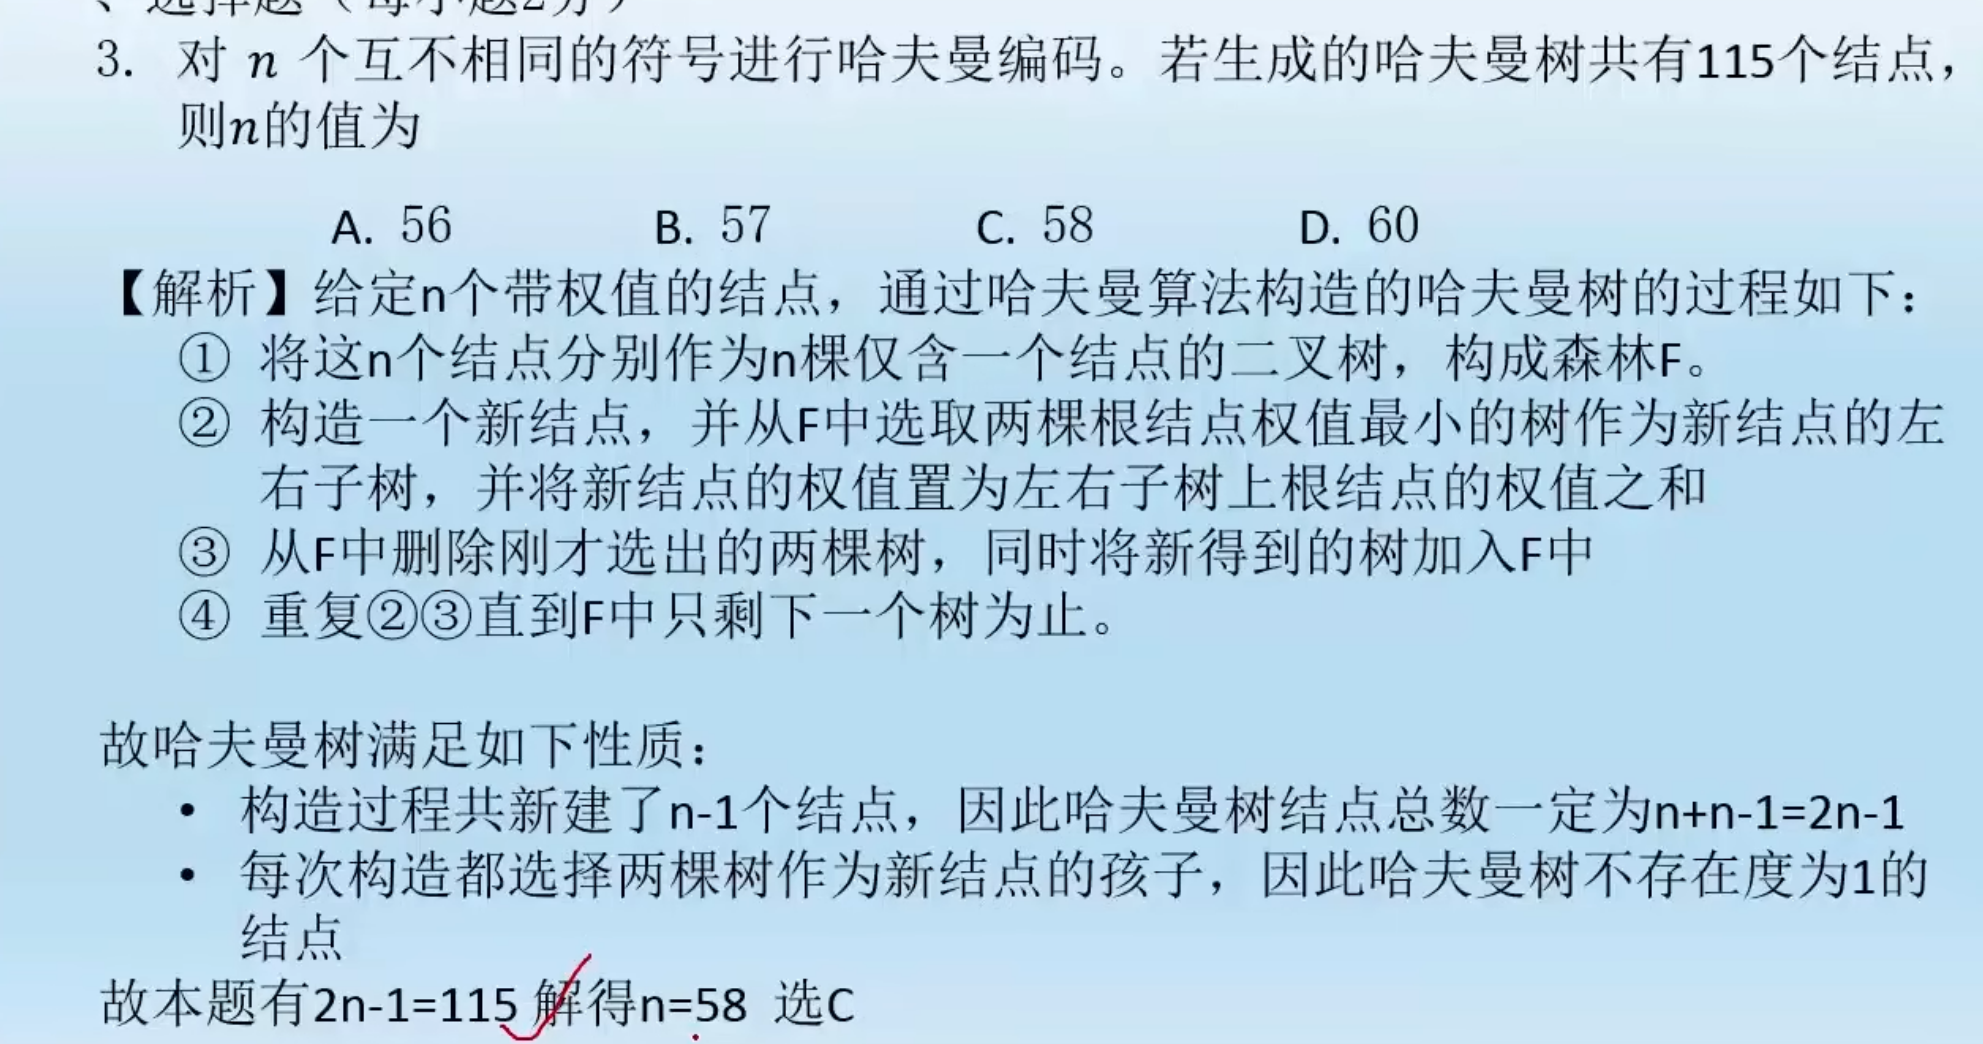 、选择题（每小题2分）
3. 对 n 个互不相同的符号进行哈夫曼编码。若生成的哈夫曼树共有115个结点，
则n的值为
A. 56 B. 57 C. 58 D. 60
【解析】给定n个带权值的结点，通过哈夫曼算法构造的哈夫曼树的过程如下：
① 将这n个结点分别作为n棵仅含一个结点的二叉树，构成森林F。
② 构造一个新结点，并从F中选取两棵根结点权值最小的树作为新结点的左
右子树，并将新结点的权值置为左右子树上根结点的权值之和
③ 从F中删除刚才选出的两棵树，同时将新得到的树加入F中
④ 重复②③直到F中只剩下一个树为止。
故哈夫曼树满足如下性质：
• 构造过程共新建了n-1个结点，因此哈夫曼树结点总数一定为n+n-1=2n-1
• 每次构造都选择两棵树作为新结点的孩子，因此哈夫曼树不存在度为1的
结点
故本题有2n-1=115 解得n=58 选C